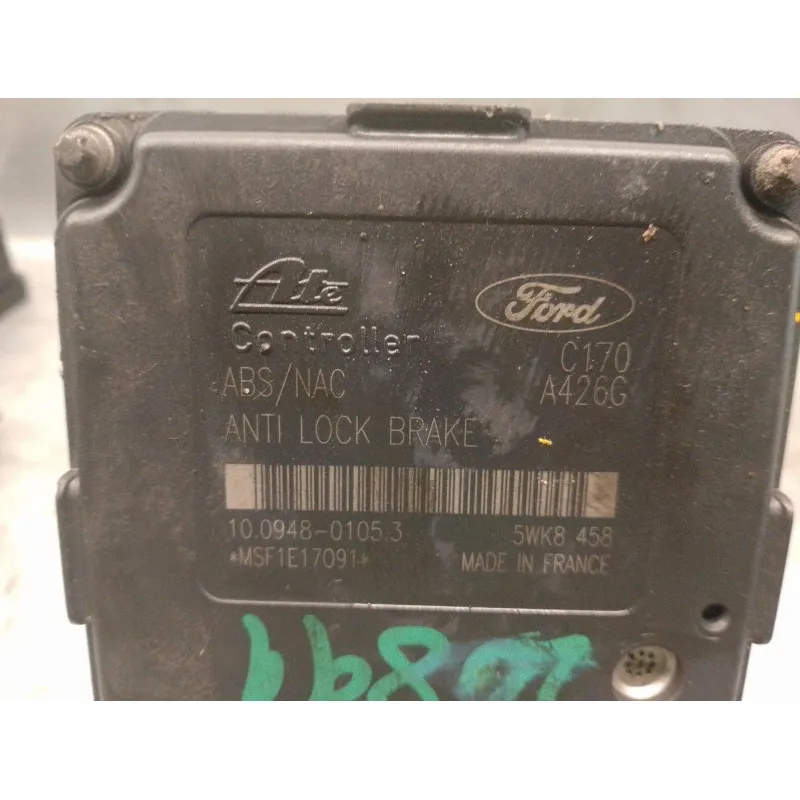 Ate
Ford
Controller
C170
ABS/NAC
A426G
ANTI LOCK BRAKE
10.0948-0105.3
5WK8 458
*MSF1E17091*
MADE IN FRANCE